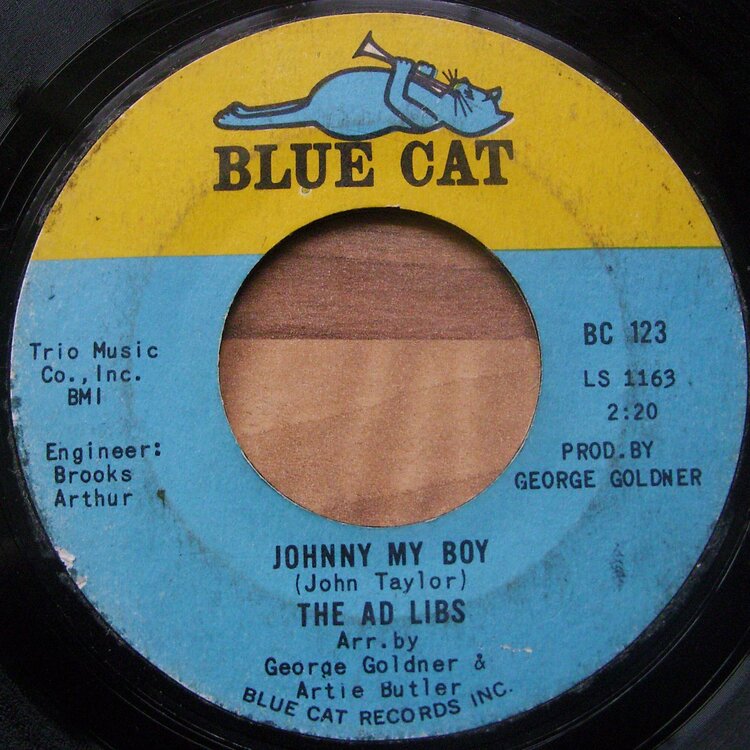 BLUE CAT
Trio Music
Co., Inc.
BMI
Engineer:
Brooks
Arthur
BC 123
LS 1163
2:20
PROD.BY
GEORGE GOLDNER
JOHNNY MY BOY
(John Taylor)
THE AD LIBS
Arr.by
George Goldner &
Artie Butler
BLUE CAT RECORDS INC.